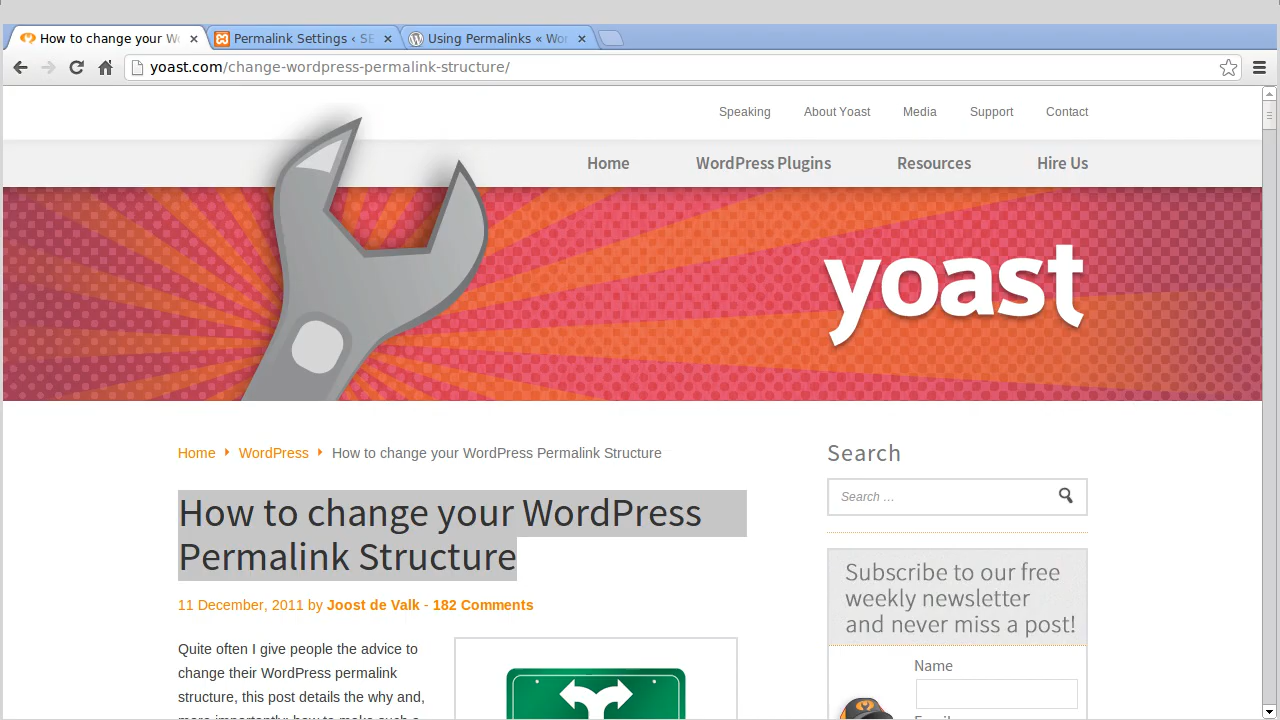 How to change your W
Permalink Settings ‹ SE
Using Permalinks « Wor
yoast.com/change-wordpress-permalink-structure/
Speaking About Yoast Media Support Contact
Home WordPress Plugins Resources Hire Us
yoast
Home WordPress How to change your WordPress Permalink Structure
How to change your WordPress
Permalink Structure
11 December, 2011 by Joost de Valk - 182 Comments
Quite often I give people the advice to
change their WordPress permalink
structure, this post details the why and,
Search
Search ...
Subscribe to our free
weekly newsletter
and never miss a post!
Name